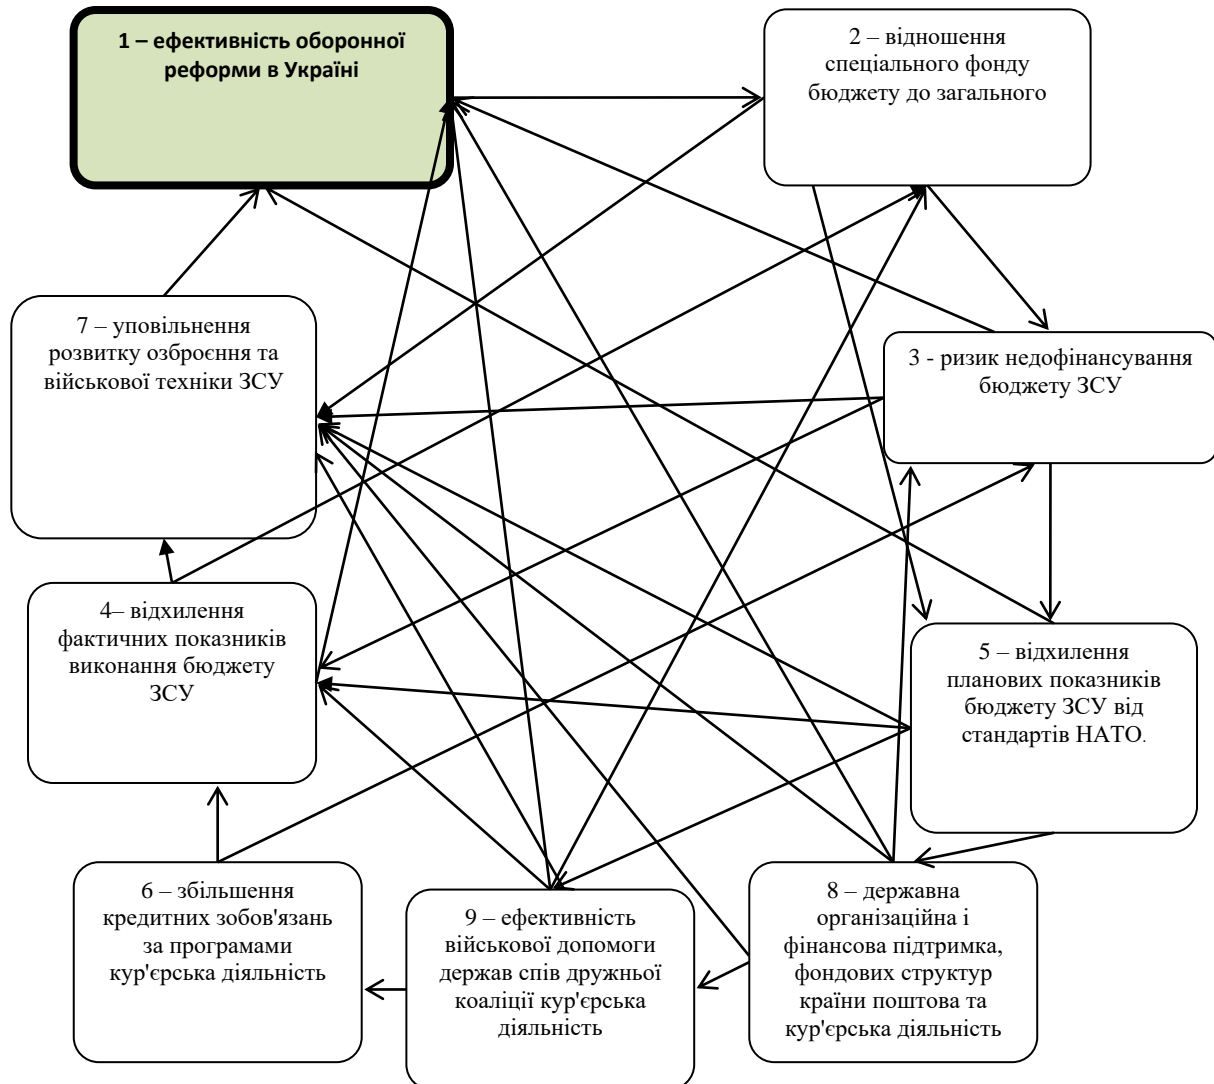 1 – ефективність оборонної
реформи в Україні
2 – відношення
спеціального фонду
бюджету до загального
7 – уповільнення
розвитку озброєння та
військової техніки ЗСУ
3 - ризик недофінансування
бюджету ЗСУ
4– відхилення
фактичних показників
виконання бюджету
ЗСУ
5 – відхилення
планових показників
бюджету ЗСУ від
стандартів НАТО.
6 – збільшення
кредитних зобов'язань
за програмами
кур'єрська діяльність
9 – ефективність
військової допомоги
держав спів дружньої
коаліції кур'єрська
діяльність
8 – державна
організаційна і
фінансова підтримка,
фондових структур
країни поштова та
кур'єрська діяльність